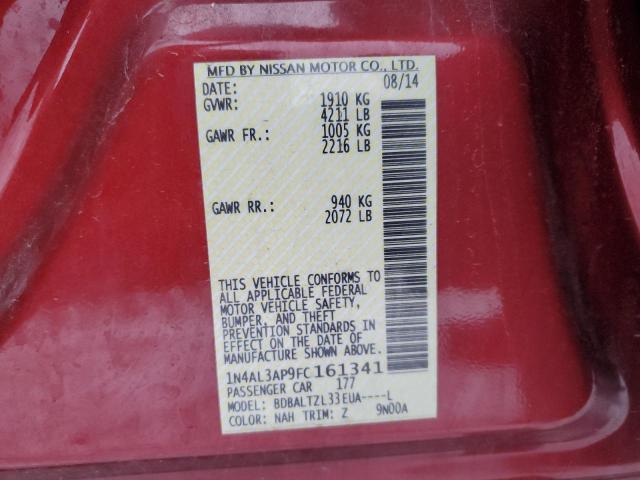 MFD BY NISSAN MOTOR CO., LTD.
DATE: 08/14
GVWR: 1910 KG
4211 LB
GAWR FR.: 1005 KG
2216 LB
GAWR RR.: 940 KG
2072 LB
THIS VEHICLE CONFORMS TO
ALL APPLICABLE FEDERAL
MOTOR VEHICLE SAFETY,
BUMPER, AND THEFT
PREVENTION STANDARDS IN
EFFECT ON THE DATE OF
MANUFACTURE SHOWN ABOVE.
1N4AL3AP9FC161341
PASSENGER CAR 177
MODEL: BDBALTZL33EUA----L
COLOR: NAH TRIM: Z 9N00A